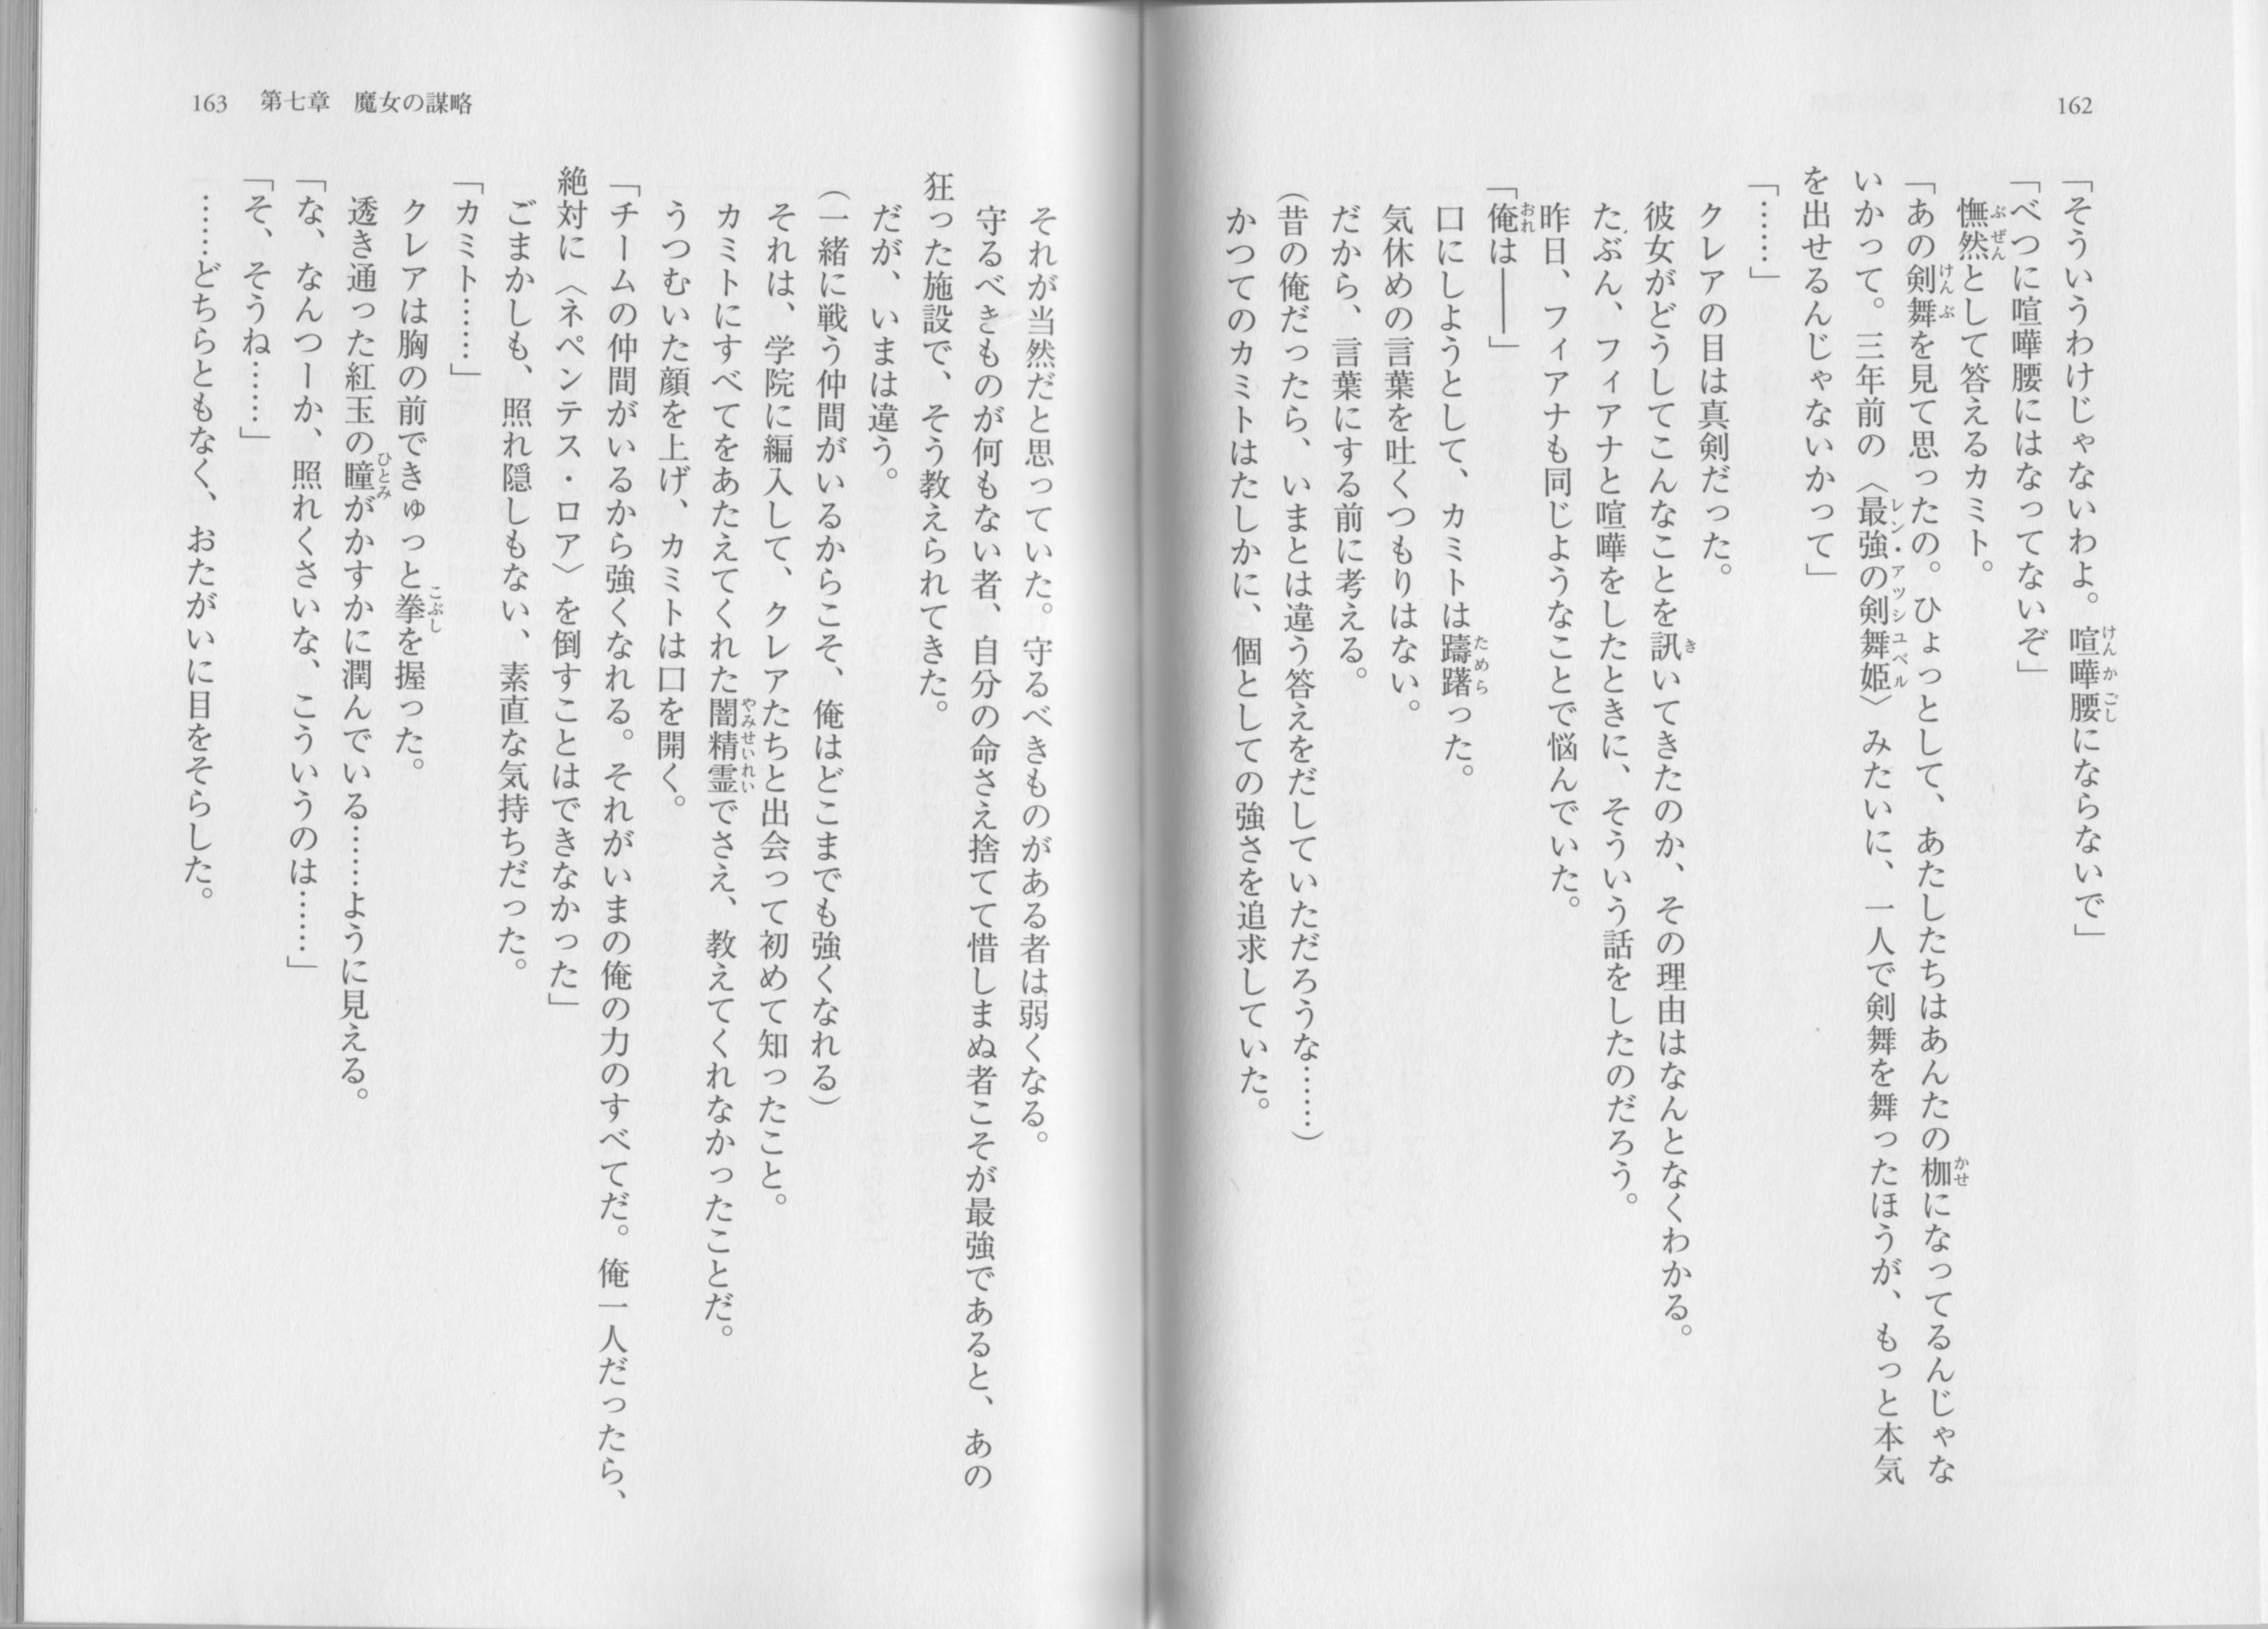 162
「そういうわけじゃないわよ。喧嘩腰にならないで」
「べつに喧嘩腰にはなってないぞ」
憮然として答えるカミト。
「あの剣舞を見て思ったの。ひょっとして、あたしたちはあんたの枷になってるんじゃな
いかって。三年前の〈最強の剣舞姫〉みたいに、一人で剣舞を舞ったほうが、もっと本気
を出せるんじゃないかって」
「……」
クレアの目は真剣だった。
彼女がどうしてこんなことを訊いてきたのか、その理由はなんとなくわかる。
たぶん、フィアナと喧嘩をしたときに、そういう話をしたのだろう。
昨日、フィアナも同じようなことで悩んでいた。
「俺は――」
口にしようとして、カミトは躊躇った。
気休めの言葉を吐くつもりはない。
だから、言葉にする前に考える。
（昔の俺だったら、いまとは違う答えをだしていただろうな……）
かつてのカミトはたしかに、個としての強さを追求していた。
163 第七章 魔女の謀略
それが当然だと思っていた。守るべきものがある者は弱くなる。
守るべきものが何もない者、自分の命さえ捨てて惜しまぬ者こそが最強であると、あの
狂った施設で、そう教えられてきた。
だが、いまは違う。
（一緒に戦う仲間がいるからこそ、俺はどこまでも強くなれる）
それは、学院に編入して、クレアたちと出会って初めて知ったこと。
カミトにすべてをあたえてくれた闇精霊でさえ、教えてくれなかったことだ。
うつむいた顔を上げ、カミトは口を開く。
「チームの仲間がいるから強くなれる。それがいまの俺の力のすべてだ。俺一人だったら、
絶対に〈ネペンテス・ロア〉を倒すことはできなかった」
ごまかしも、照れ隠しもない、素直な気持ちだった。
「カミト……」
クレアは胸の前できゅっと拳を握った。
透き通った紅玉の瞳がかすかに潤んでいる……ように見える。
「な、なんつーか、照れくさいな、こういうのは……」
「そ、そうね……」
……どちらともなく、おたがいに目をそらした。